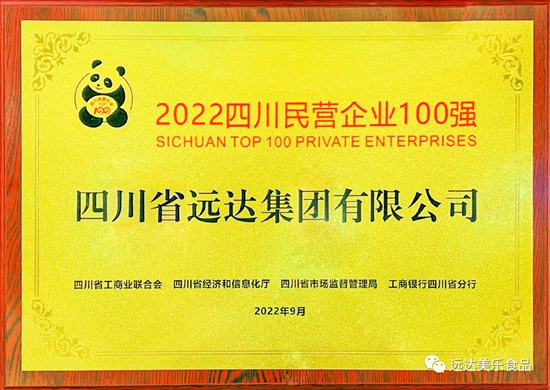 2022四川民营企业100强
SICHUAN TOP 100 PRIVATE ENTERPRISES
四川省远达集团有限公司
四川省工商业联合会 四川省经济和信息化厅 四川省市场监督管理局 工商银行四川省分行
2022年9月
远达美乐食品